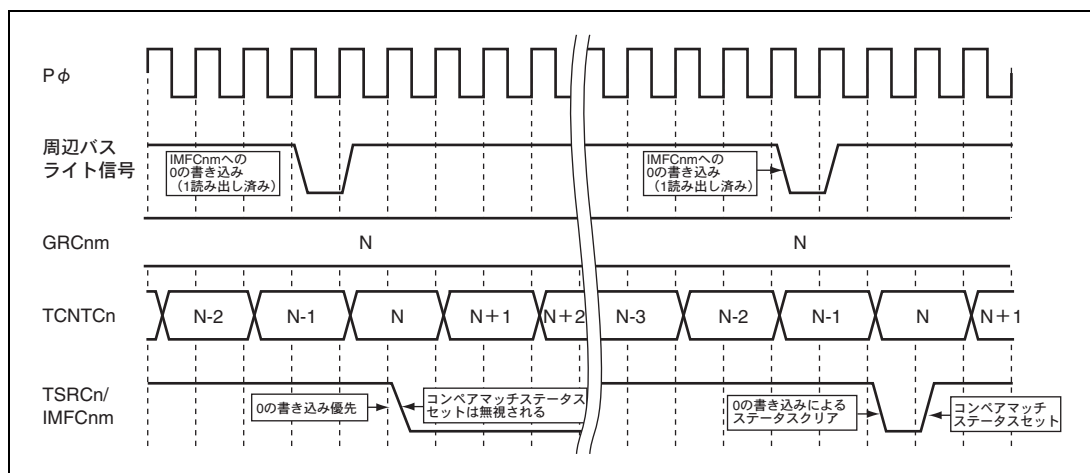 Pφ
周辺バス
ライト信号
IMFCnmへの
0の書き込み
（1読み出し済み）
IMFCnmへの
0の書き込み
（1読み出し済み）
GRCnm
N
N
TCNTCn
N-2
N-1
N
N＋1
N＋2
N-3
N-2
N-1
N
N＋1
TSRCn/
IMFCnm
0の書き込み優先
コンペアマッチステータス
セットは無視される
0の書き込みによる
ステータスクリア
コンペアマッチ
ステータスセット